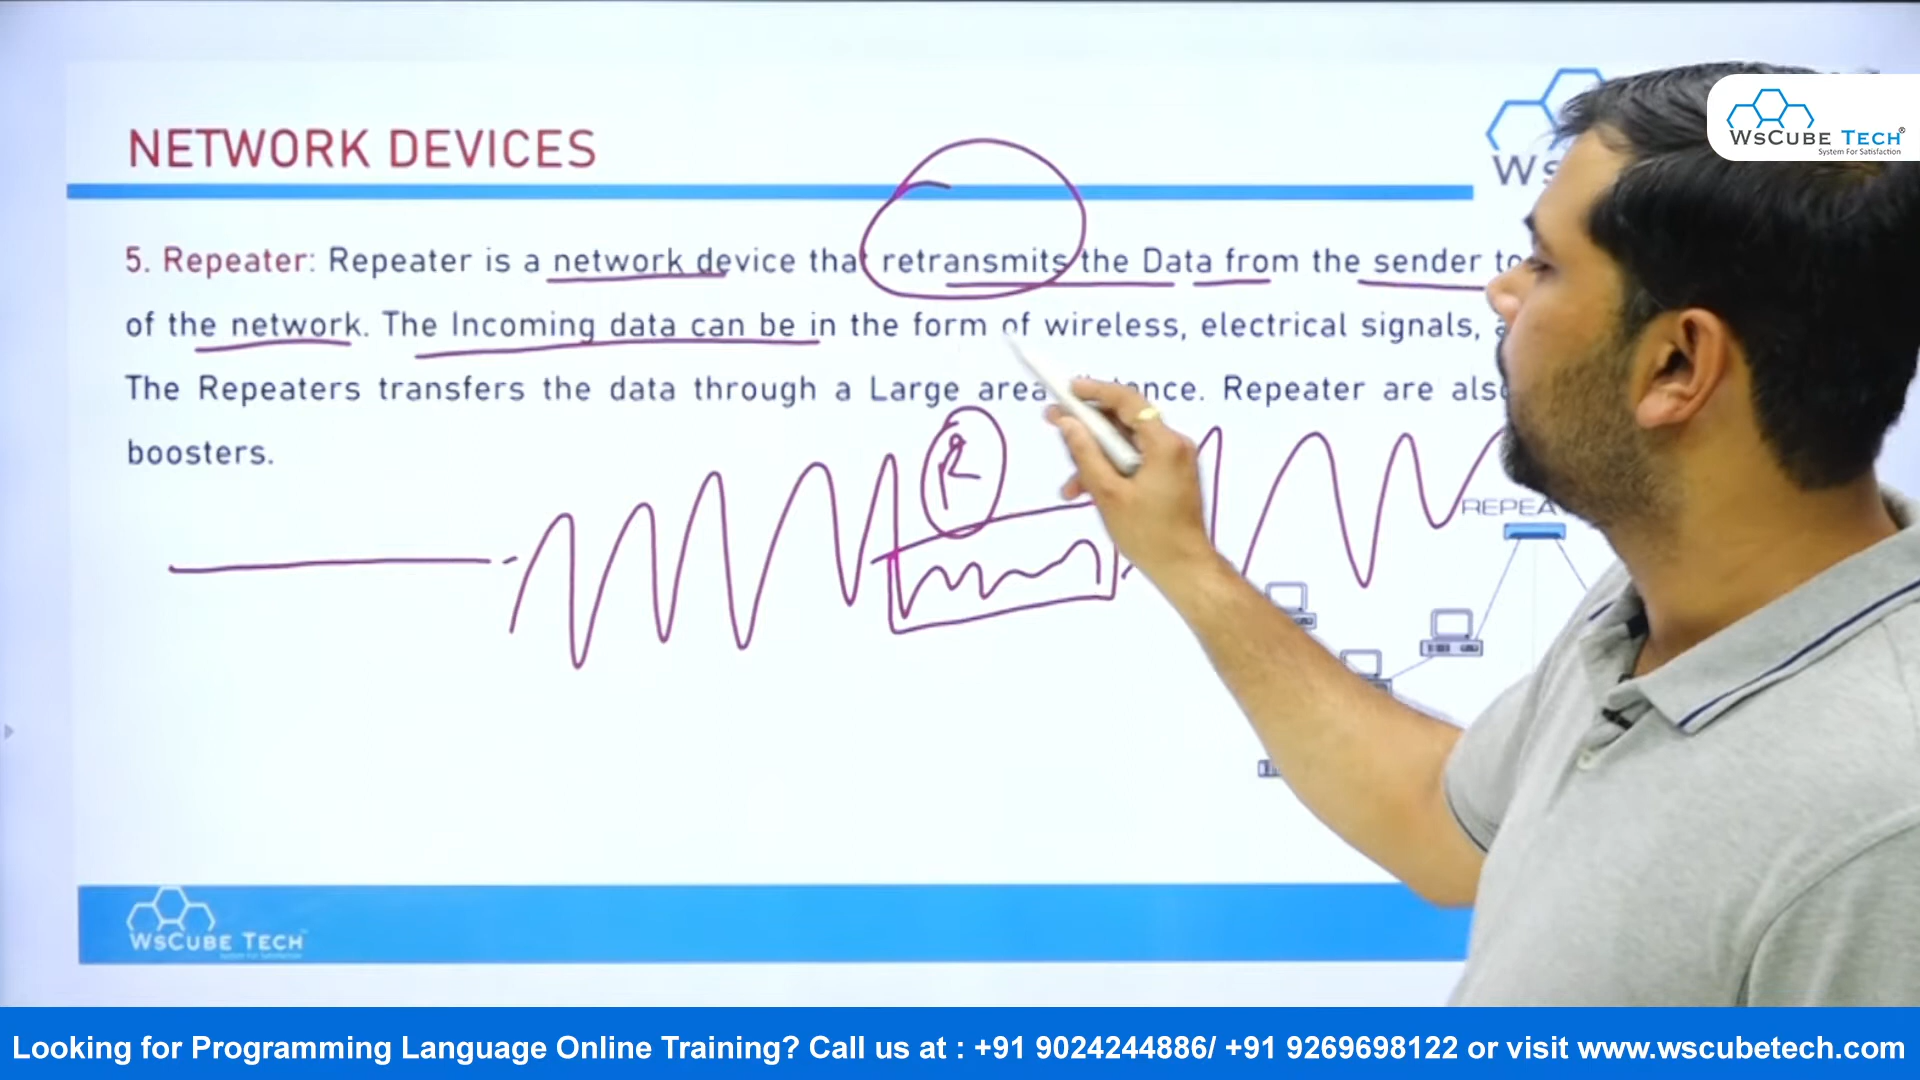 WSCUBE TECH®
System For Satisfaction
NETWORK DEVICES
5. Repeater: Repeater is a network device that retransmits the Data from the sender to
of the network. The Incoming data can be in the form of wireless, electrical signals,
The Repeaters transfers the data through a Large area Repeater are also
boosters.
R
WSCUBE TECH
System For Satisfaction
Looking for Programming Language Online Training? Call us at : +91 9024244886/ +91 9269698122 or visit www.wscubetech.com